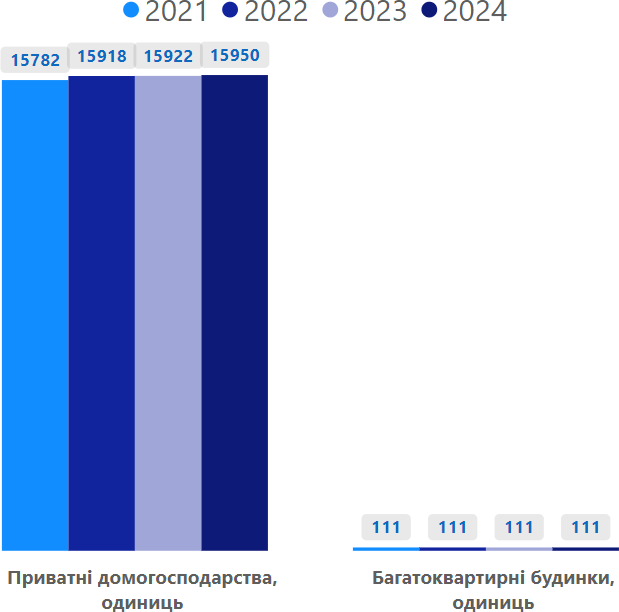 2021 2022 2023 2024
15782 15918 15922 15950
111 111 111 111
Приватні домогосподарства, одиниць
Багатоквартирні будинки, одиниць